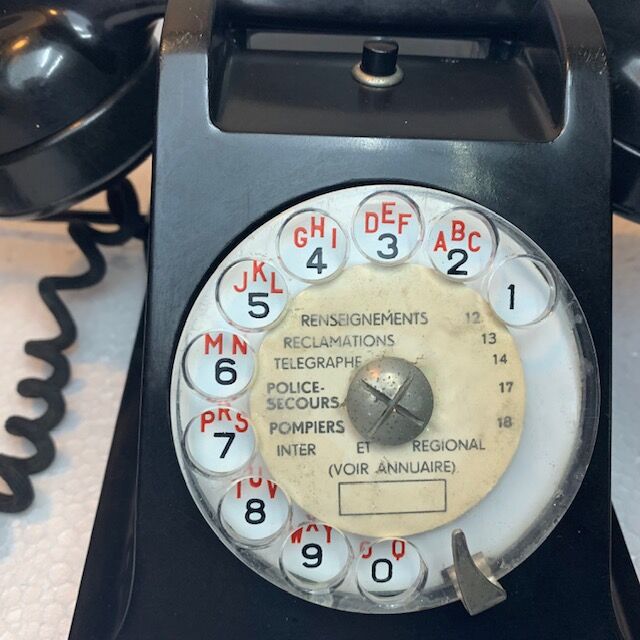 1
ABC
2
DEF
3
GHI
4
JKL
5
MN
6
PRS
7
TUV
8
WXY
9
OQ
0
RENSEIGNEMENTS 12
RECLAMATIONS 13
TELEGRAPHE 14
POLICE-
SECOURS 17
POMPIERS 18
INTER ET REGIONAL
(VOIR ANNUAIRE)